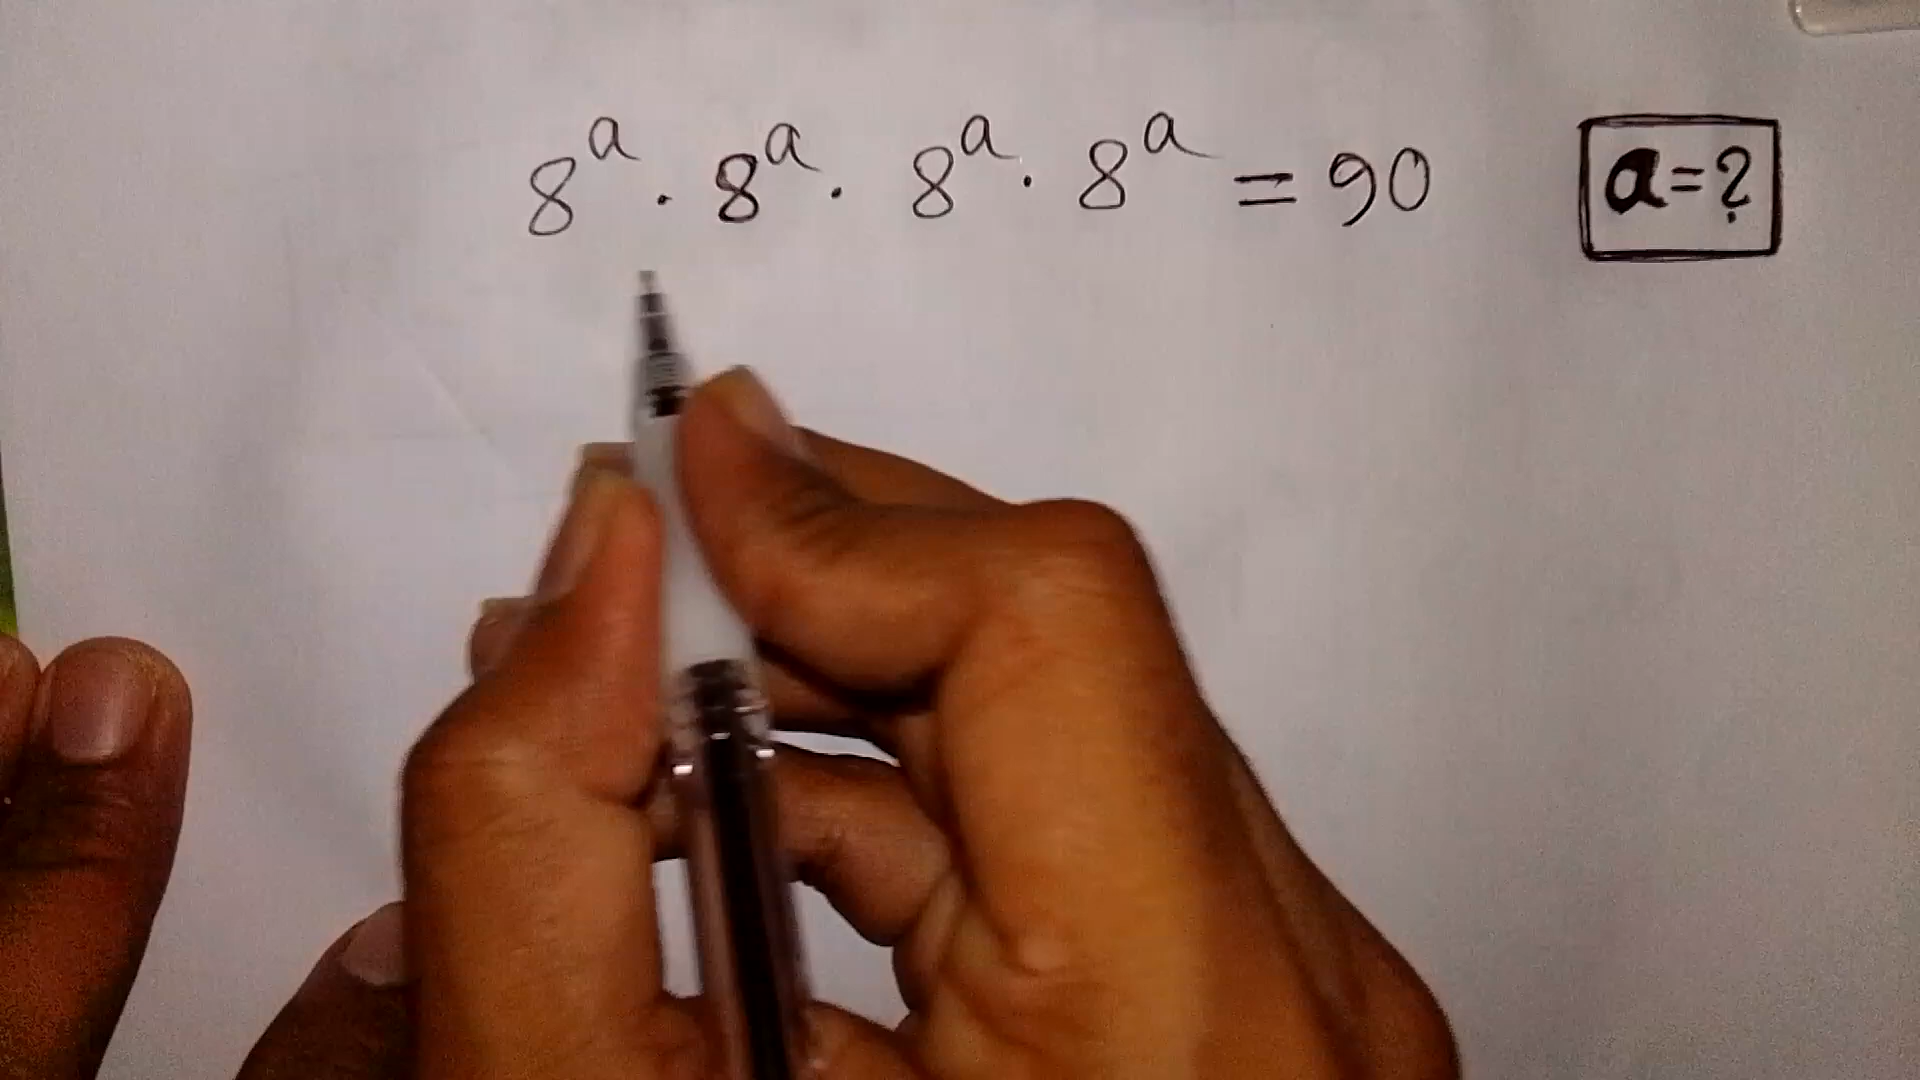 8^a · 8^a · 8^a · 8^a = 90
a=?